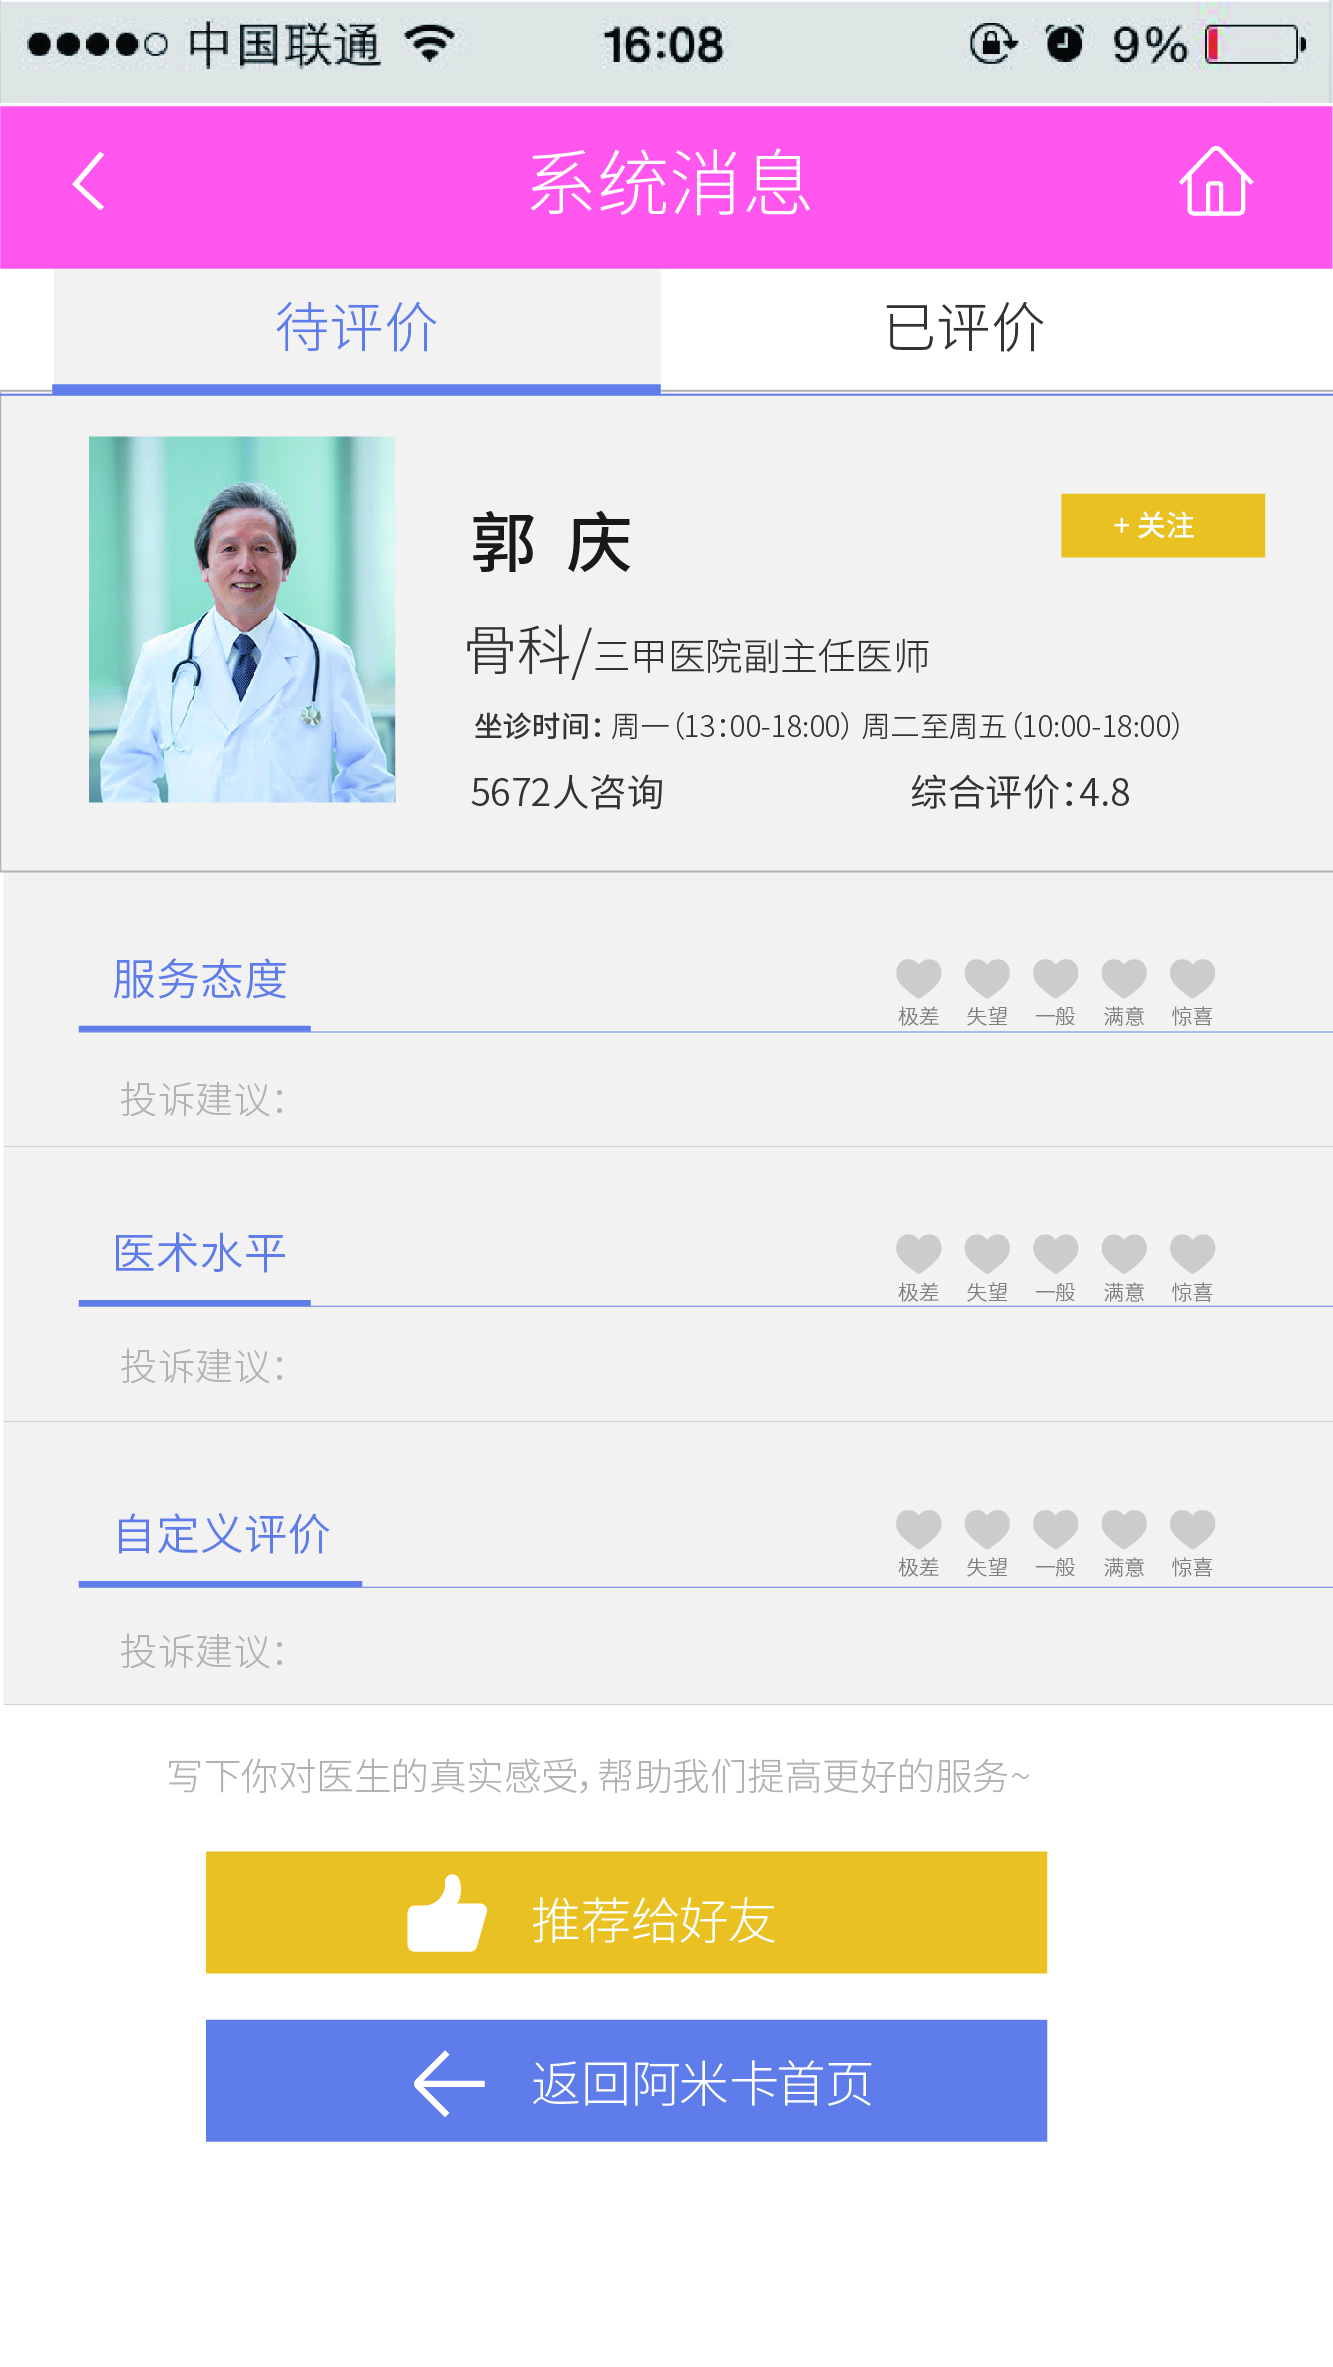 中国联通 16:08 9%
系统消息
待评价 已评价
郭 庆
+ 关注
骨科/三甲医院副主任医师
坐诊时间：周一（13：00-18:00） 周二至周五（10:00-18:00）
5672人咨询 综合评价：4.8
服务态度
极差 失望 一般 满意 惊喜
投诉建议：
医术水平
极差 失望 一般 满意 惊喜
投诉建议：
自定义评价
极差 失望 一般 满意 惊喜
投诉建议：
写下你对医生的真实感受，帮助我们提高更好的服务~
推荐给好友
返回阿米卡首页